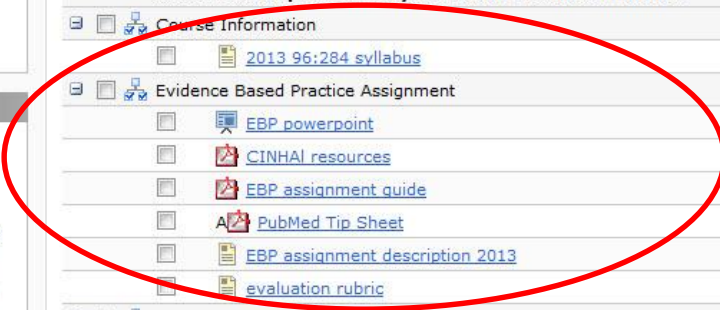 Course Information
2013 96:284 syllabus
Evidence Based Practice Assignment
EBP powerpoint
CINHAl resources
EBP assignment guide
A PubMed Tip Sheet
EBP assignment description 2013
evaluation rubric